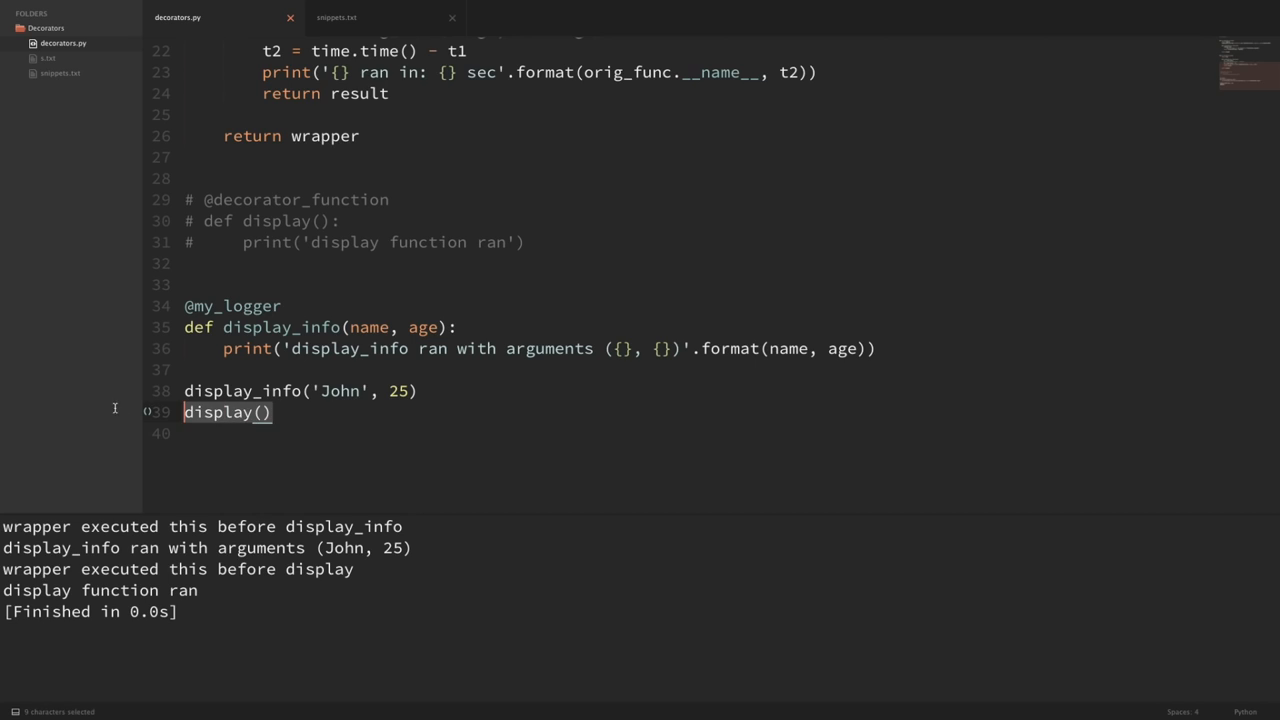 FOLDERS
Decorators
decorators.py
s.txt
snippets.txt
decorators.py
snippets.txt
22 t2 = time.time() - t1
23 print('{} ran in: {} sec'.format(orig_func.__name__, t2))
24 return result
25
26 return wrapper
27
28
29 # @decorator_function
30 # def display():
31 #     print('display function ran')
32
33
34 @my_logger
35 def display_info(name, age):
36 print('display_info ran with arguments ({}, {})'.format(name, age))
37
38 display_info('John', 25)
39 display()
40
wrapper executed this before display_info
display_info ran with arguments (John, 25)
wrapper executed this before display
display function ran
[Finished in 0.0s]
9 characters selected
Spaces: 4
Python